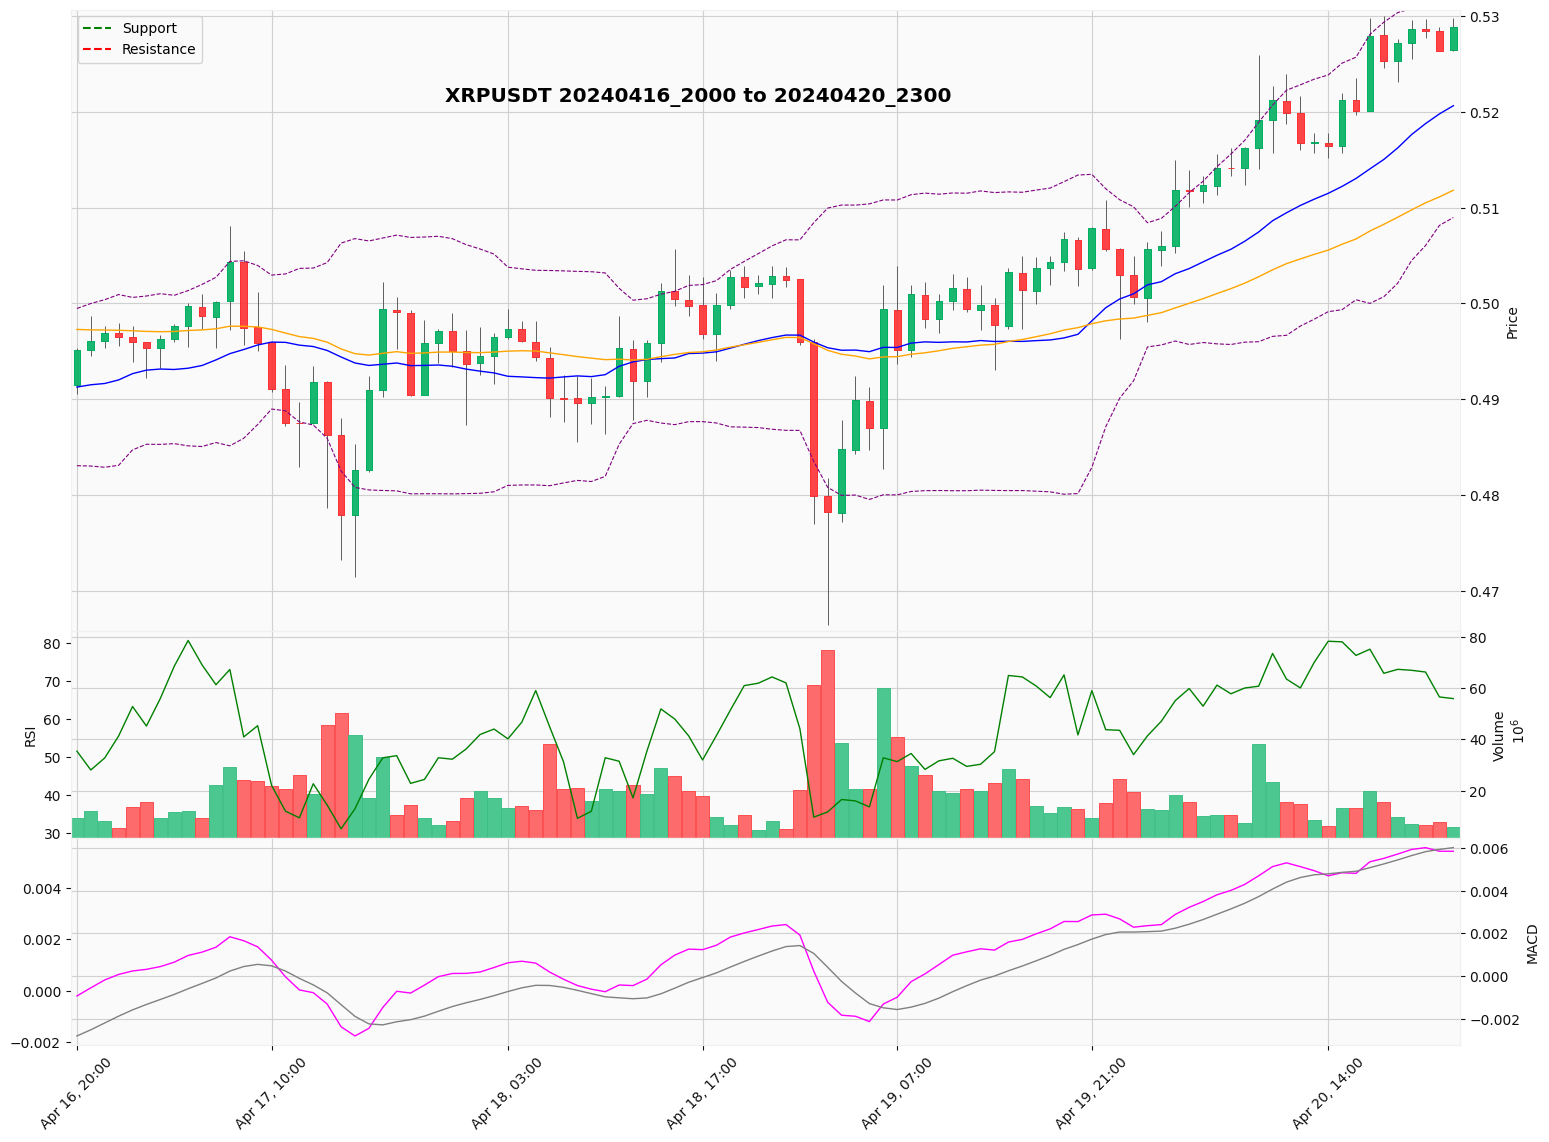 Support
Resistance
XRPUSDT 20240416_2000 to 20240420_2300
0.53
0.52
0.51
0.50
0.49
0.48
0.47
Price
80
70
60
50
40
30
RSI
80
60
40
20
Volume
10^6
0.004
0.002
0.000
−0.002
0.006
0.004
0.002
0.000
−0.002
MACD
Apr 16, 20:00
Apr 17, 10:00
Apr 18, 03:00
Apr 18, 17:00
Apr 19, 07:00
Apr 19, 21:00
Apr 20, 14:00